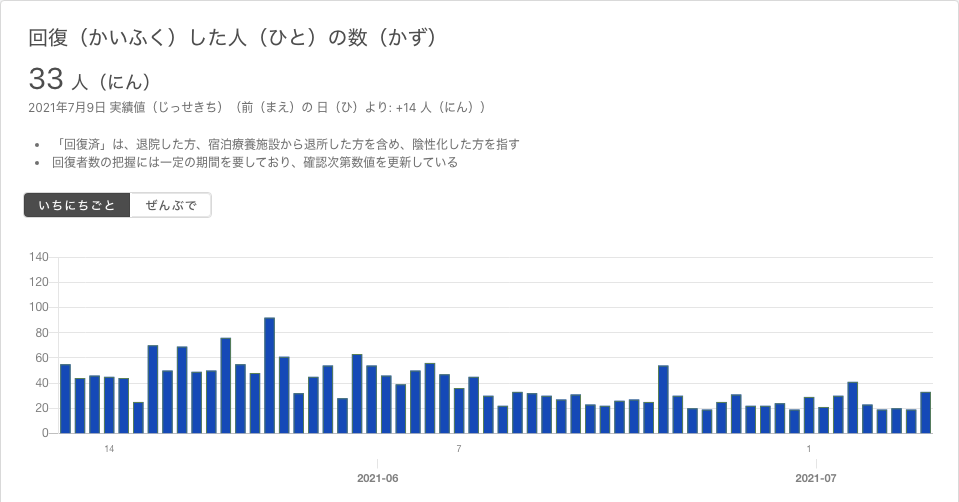 回復（かいふく）した人（ひと）の数（かず）
33 人（にん）
2021年7月9日 実績値（じっせきち）（前（まえ）の 日（ひ）より: +14 人（にん））
• 「回復済」は、退院した方、宿泊療養施設から退所した方を含め、陰性化した方を指す
• 回復者数の把握には一定の期間を要しており、確認次第数値を更新している
いちにちごと ぜんぶで
140
120
100
80
60
40
20
0
14 7 1
2021-06 2021-07